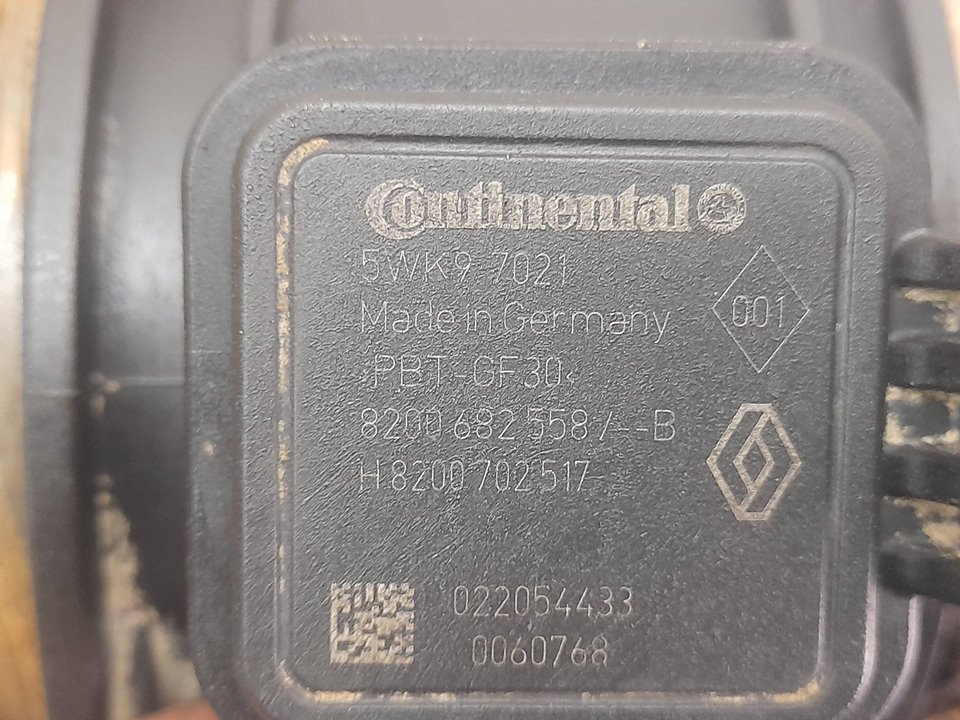 Continental
5WK9 7021
Made in Germany
001
>PBT-GF30<
8200 682 558 /--B
H 8200 702 517
022054433
0060768